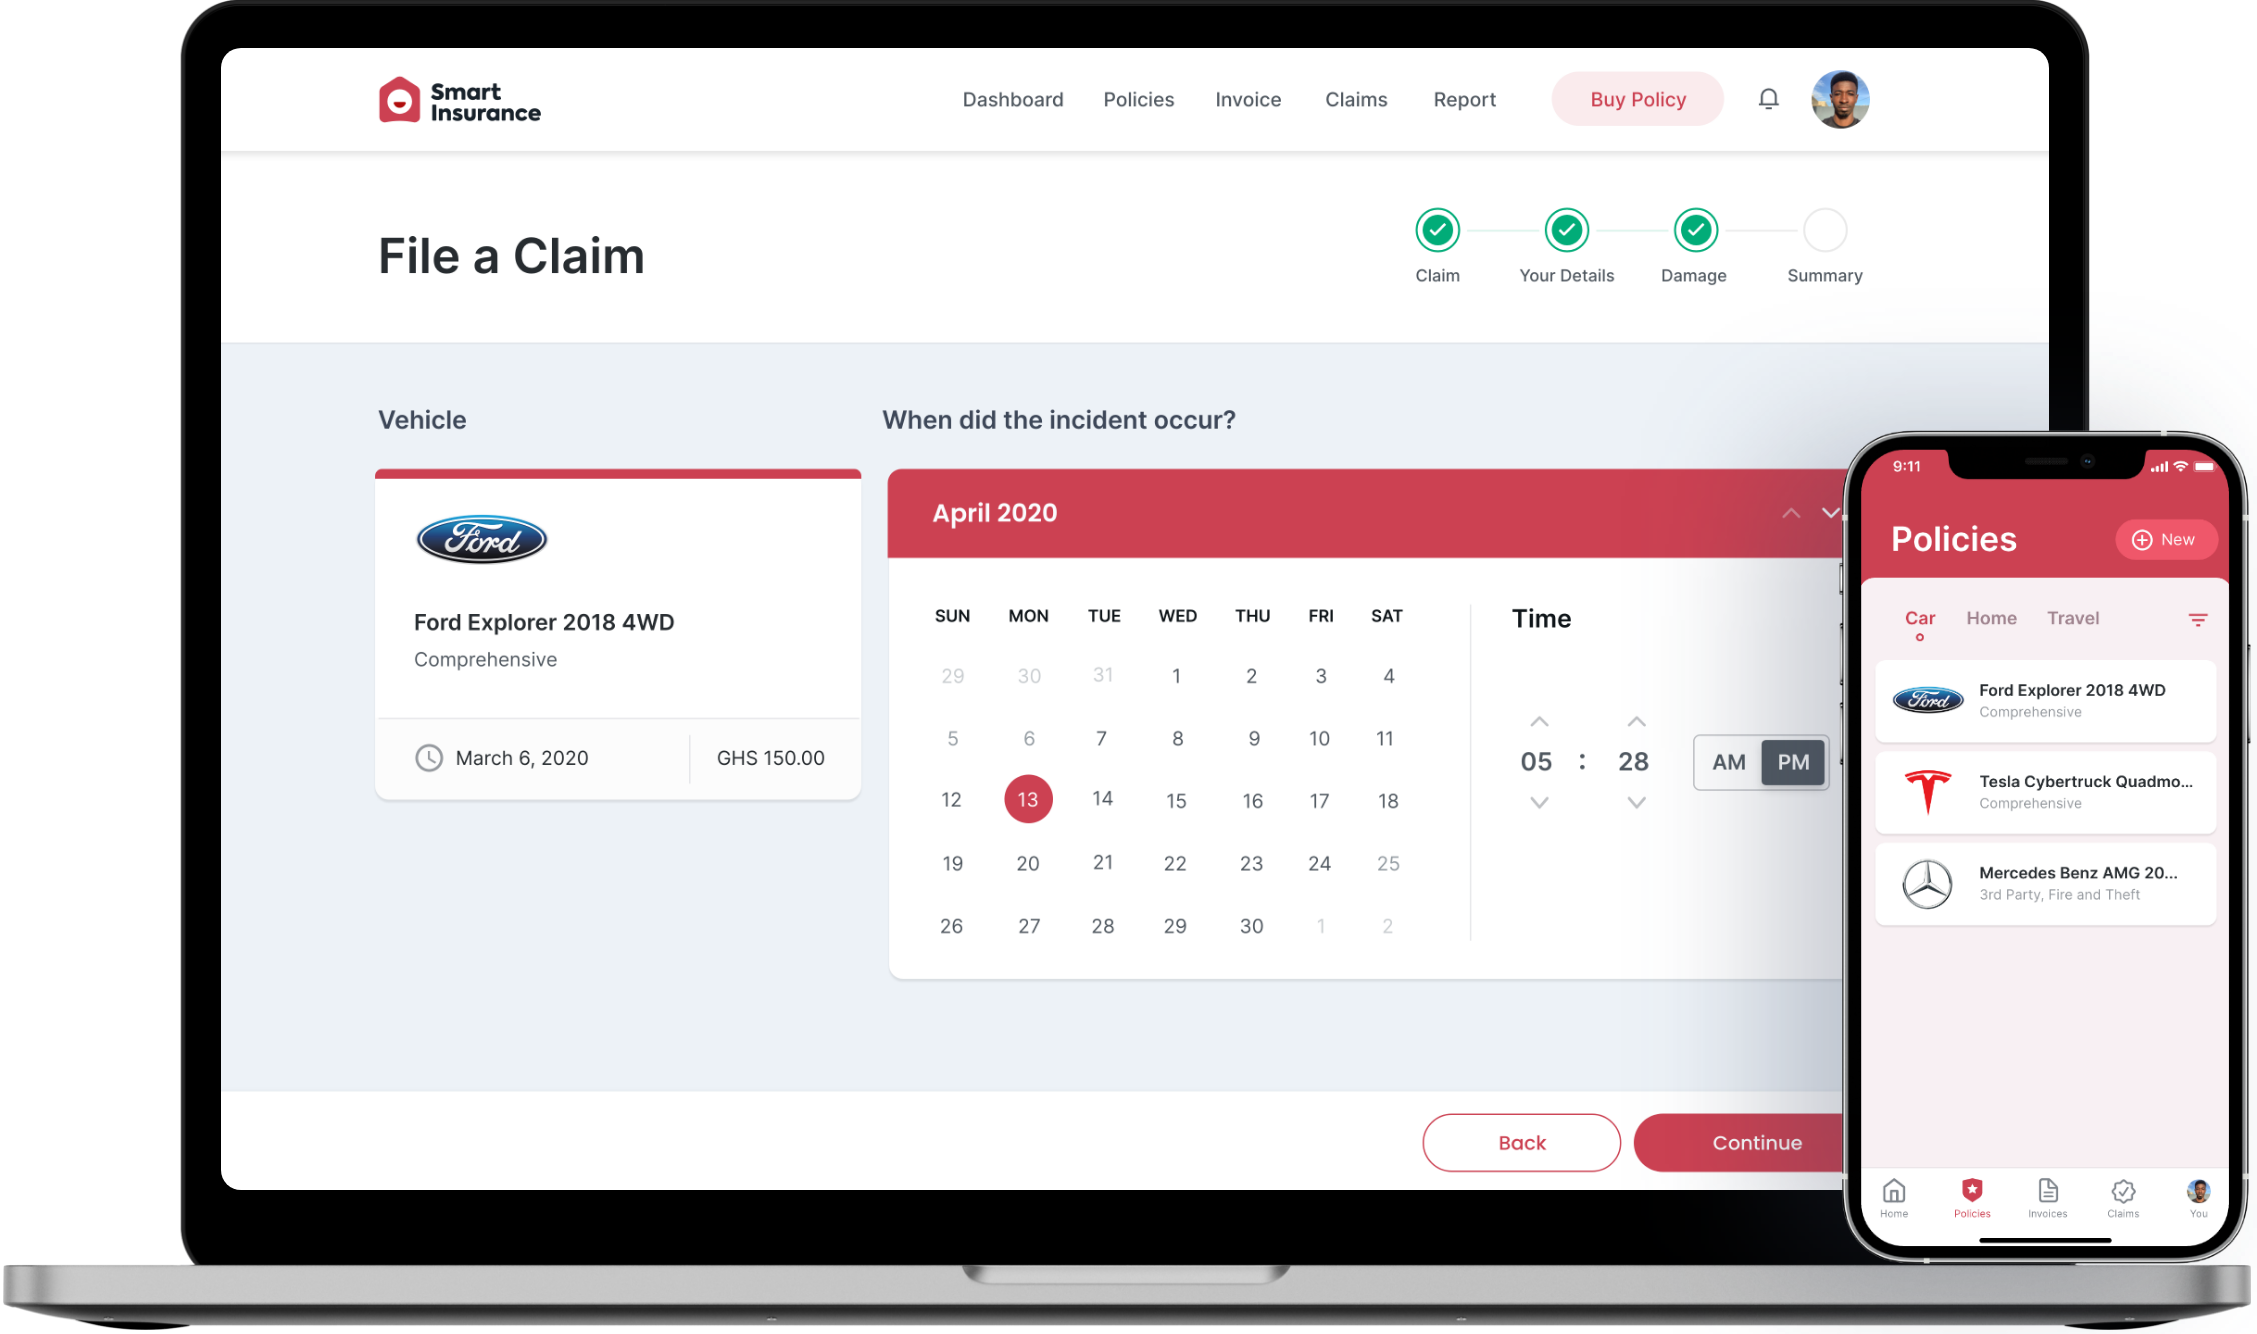 Smart
Insurance
Dashboard Policies Invoice Claims Report Buy Policy
File a Claim
Claim Your Details Damage Summary
Vehicle
Ford
Ford Explorer 2018 4WD
Comprehensive
March 6, 2020 GHS 150.00
When did the incident occur?
April 2020
SUN MON TUE WED THU FRI SAT
29 30 31 1 2 3 4
5 6 7 8 9 10 11
12 13 14 15 16 17 18
19 20 21 22 23 24 25
26 27 28 29 30 1 2
Time
05 : 28 AM PM
Back Continue
9:11
Policies New
Car Home Travel
Ford
Ford Explorer 2018 4WD
Comprehensive
Tesla Cybertruck Quadmo...
Comprehensive
Mercedes Benz AMG 20...
3rd Party, Fire and Theft
Home Policies Invoices Claims You